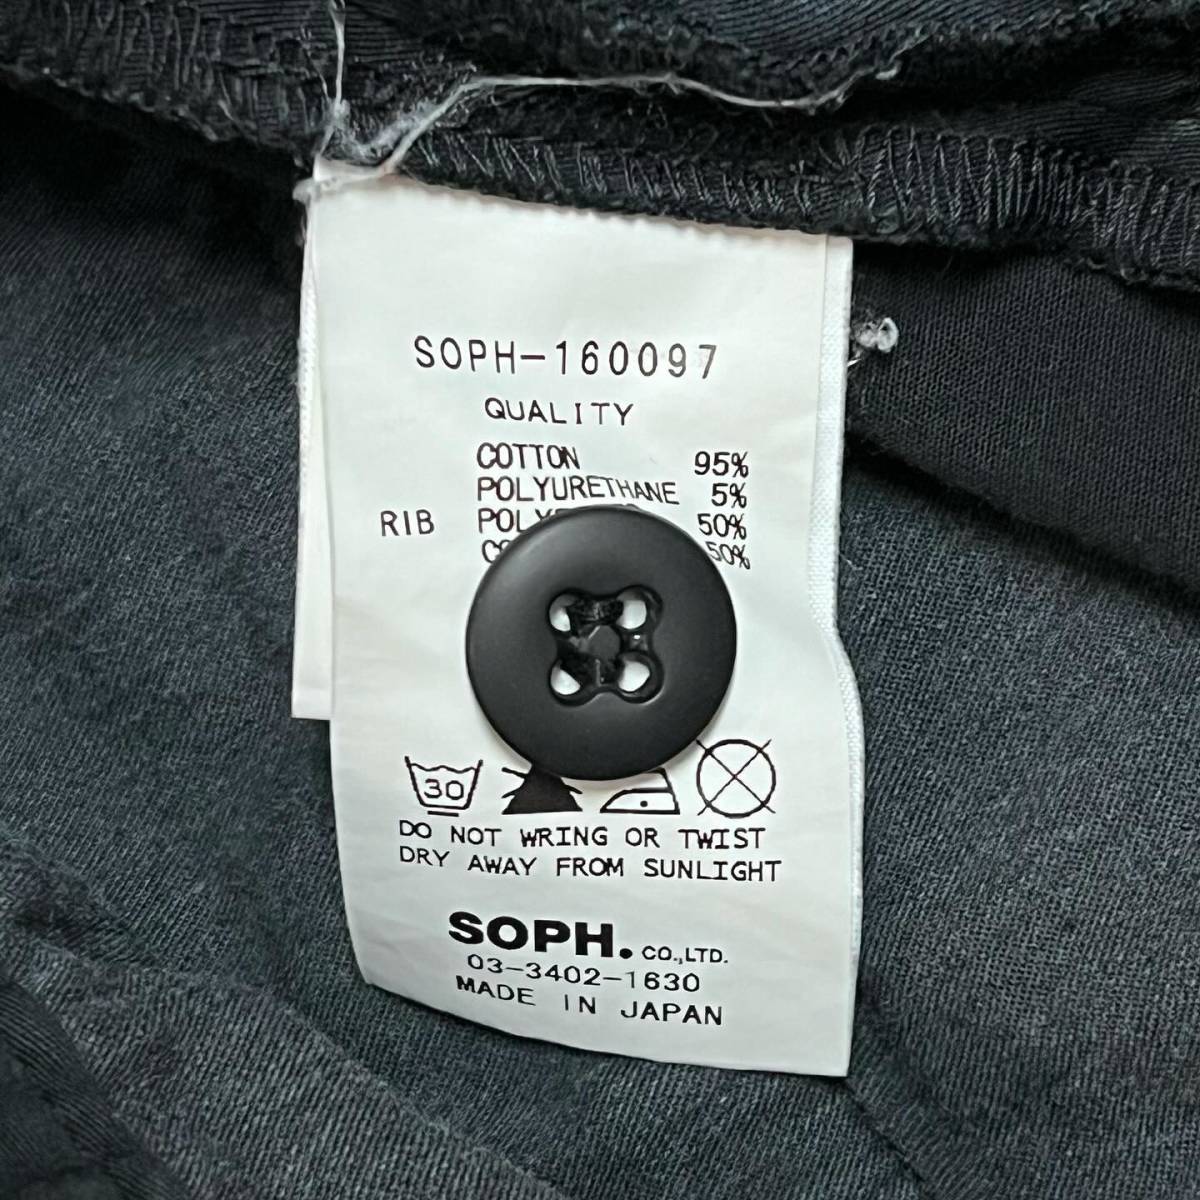 SOPH-160097
QUALITY
COTTON 95%
POLYURETHANE 5%
RIB 50%
50%
30
DO NOT WRING OR TWIST
DRY AWAY FROM SUNLIGHT
SOPH. CO.,LTD.
03-3402-1630
MADE IN JAPAN